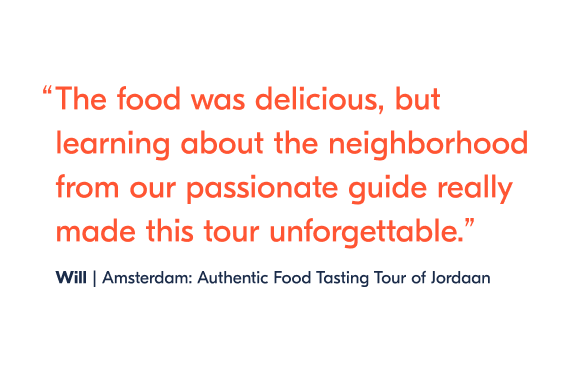 “The food was delicious, but
learning about the neighborhood
from our passionate guide really
made this tour unforgettable.”
Will | Amsterdam: Authentic Food Tasting Tour of Jordaan